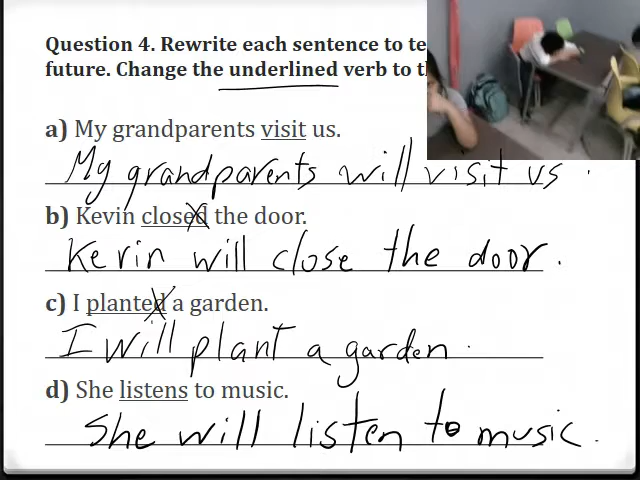 Question 4. Rewrite each sentence to te
future. Change the underlined verb to th
a) My grandparents visit us.
My grandparents will visit us.
b) Kevin closed the door.
Kevin will close the door.
c) I planted a garden.
I will plant a garden.
d) She listens to music.
She will listen to music.